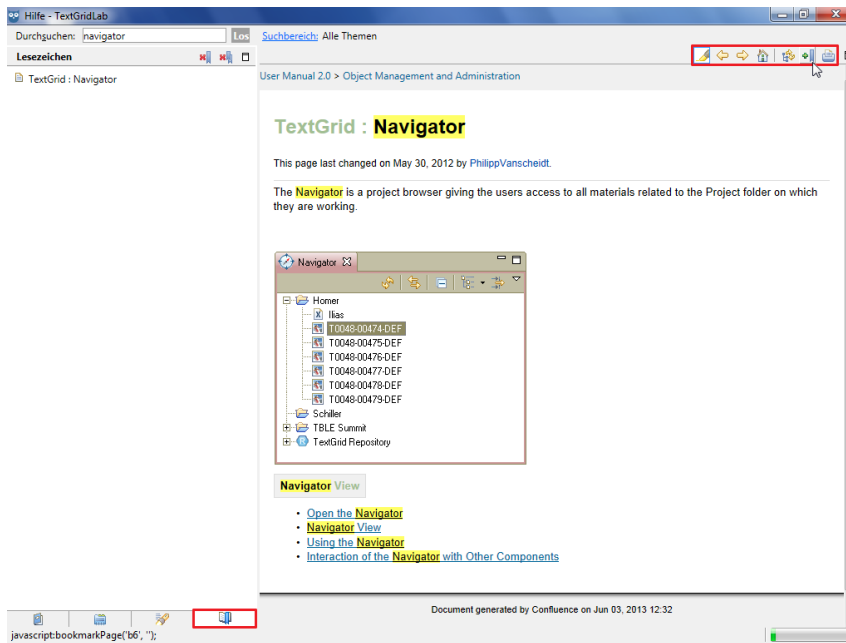 Hilfe - TextGridLab
Durchsuchen: navigator Los Suchbereich: Alle Themen
Lesezeichen
TextGrid : Navigator
User Manual 2.0 > Object Management and Administration
TextGrid : Navigator
This page last changed on May 30, 2012 by PhilippVanscheidt.
The Navigator is a project browser giving the users access to all materials related to the Project folder on which
they are working.
Navigator
Homer
X Ilias
T0048-00474-DEF
T0048-00475-DEF
T0048-00476-DEF
T0048-00477-DEF
T0048-00478-DEF
T0048-00479-DEF
Schiller
TBLE Summit
R TextGrid Repository
Navigator View
• Open the Navigator
• Navigator View
• Using the Navigator
• Interaction of the Navigator with Other Components
Document generated by Confluence on Jun 03, 2013 12:32
javascript:bookmarkPage('b6', '');